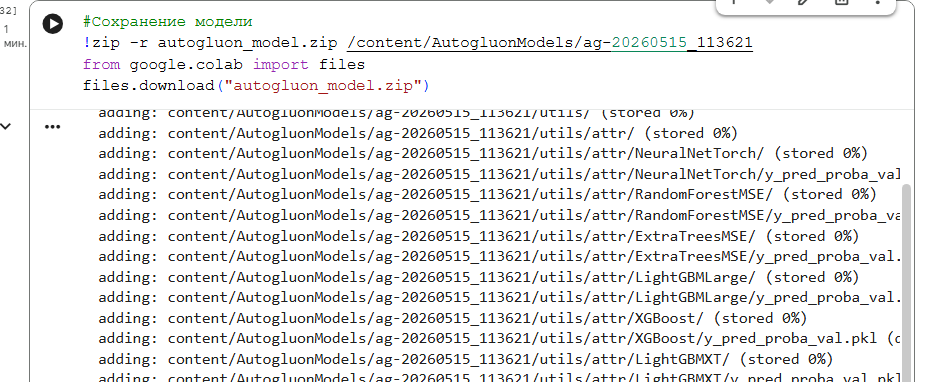 32]
1
мин.
#Сохранение модели
!zip -r autogluon_model.zip /content/AutogluonModels/ag-20260515_113621
from google.colab import files
files.download("autogluon_model.zip")
adding: content/AutogluonModels/ag-20260515_113621/utils/ (stored 0%)
adding: content/AutogluonModels/ag-20260515_113621/utils/attr/ (stored 0%)
adding: content/AutogluonModels/ag-20260515_113621/utils/attr/NeuralNetTorch/ (stored 0%)
adding: content/AutogluonModels/ag-20260515_113621/utils/attr/NeuralNetTorch/y_pred_proba_val
adding: content/AutogluonModels/ag-20260515_113621/utils/attr/RandomForestMSE/ (stored 0%)
adding: content/AutogluonModels/ag-20260515_113621/utils/attr/RandomForestMSE/y_pred_proba_va
adding: content/AutogluonModels/ag-20260515_113621/utils/attr/ExtraTreesMSE/ (stored 0%)
adding: content/AutogluonModels/ag-20260515_113621/utils/attr/ExtraTreesMSE/y_pred_proba_val.
adding: content/AutogluonModels/ag-20260515_113621/utils/attr/LightGBMLarge/ (stored 0%)
adding: content/AutogluonModels/ag-20260515_113621/utils/attr/LightGBMLarge/y_pred_proba_val.
adding: content/AutogluonModels/ag-20260515_113621/utils/attr/XGBoost/ (stored 0%)
adding: content/AutogluonModels/ag-20260515_113621/utils/attr/XGBoost/y_pred_proba_val.pkl (d
adding: content/AutogluonModels/ag-20260515_113621/utils/attr/LightGBMXT/ (stored 0%)
adding: content/AutogluonModels/ag-20260515_113621/utils/attr/LightGBMXT/y_pred_proba_val.pkl